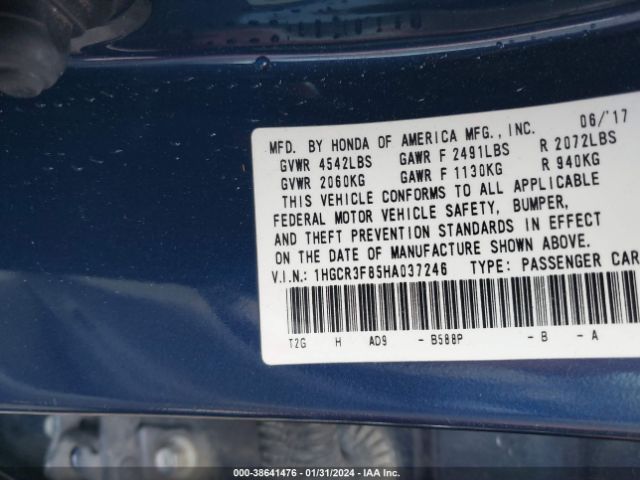 06/'17
MFD. BY HONDA OF AMERICA MFG., INC.
GVWR 4542LBS GAWR F 2491LBS R 2072LBS
GVWR 2060KG GAWR F 1130KG R 940KG
THIS VEHICLE CONFORMS TO ALL APPLICABLE
FEDERAL MOTOR VEHICLE SAFETY, BUMPER,
AND THEFT PREVENTION STANDARDS IN EFFECT
ON THE DATE OF MANUFACTURE SHOWN ABOVE.
V.I.N.: 1HGCR3F85HA037246 TYPE: PASSENGER CAR
T2G H AD9 - B588P - B - A
000-38641476 - 01/31/2024 - IAA Inc.